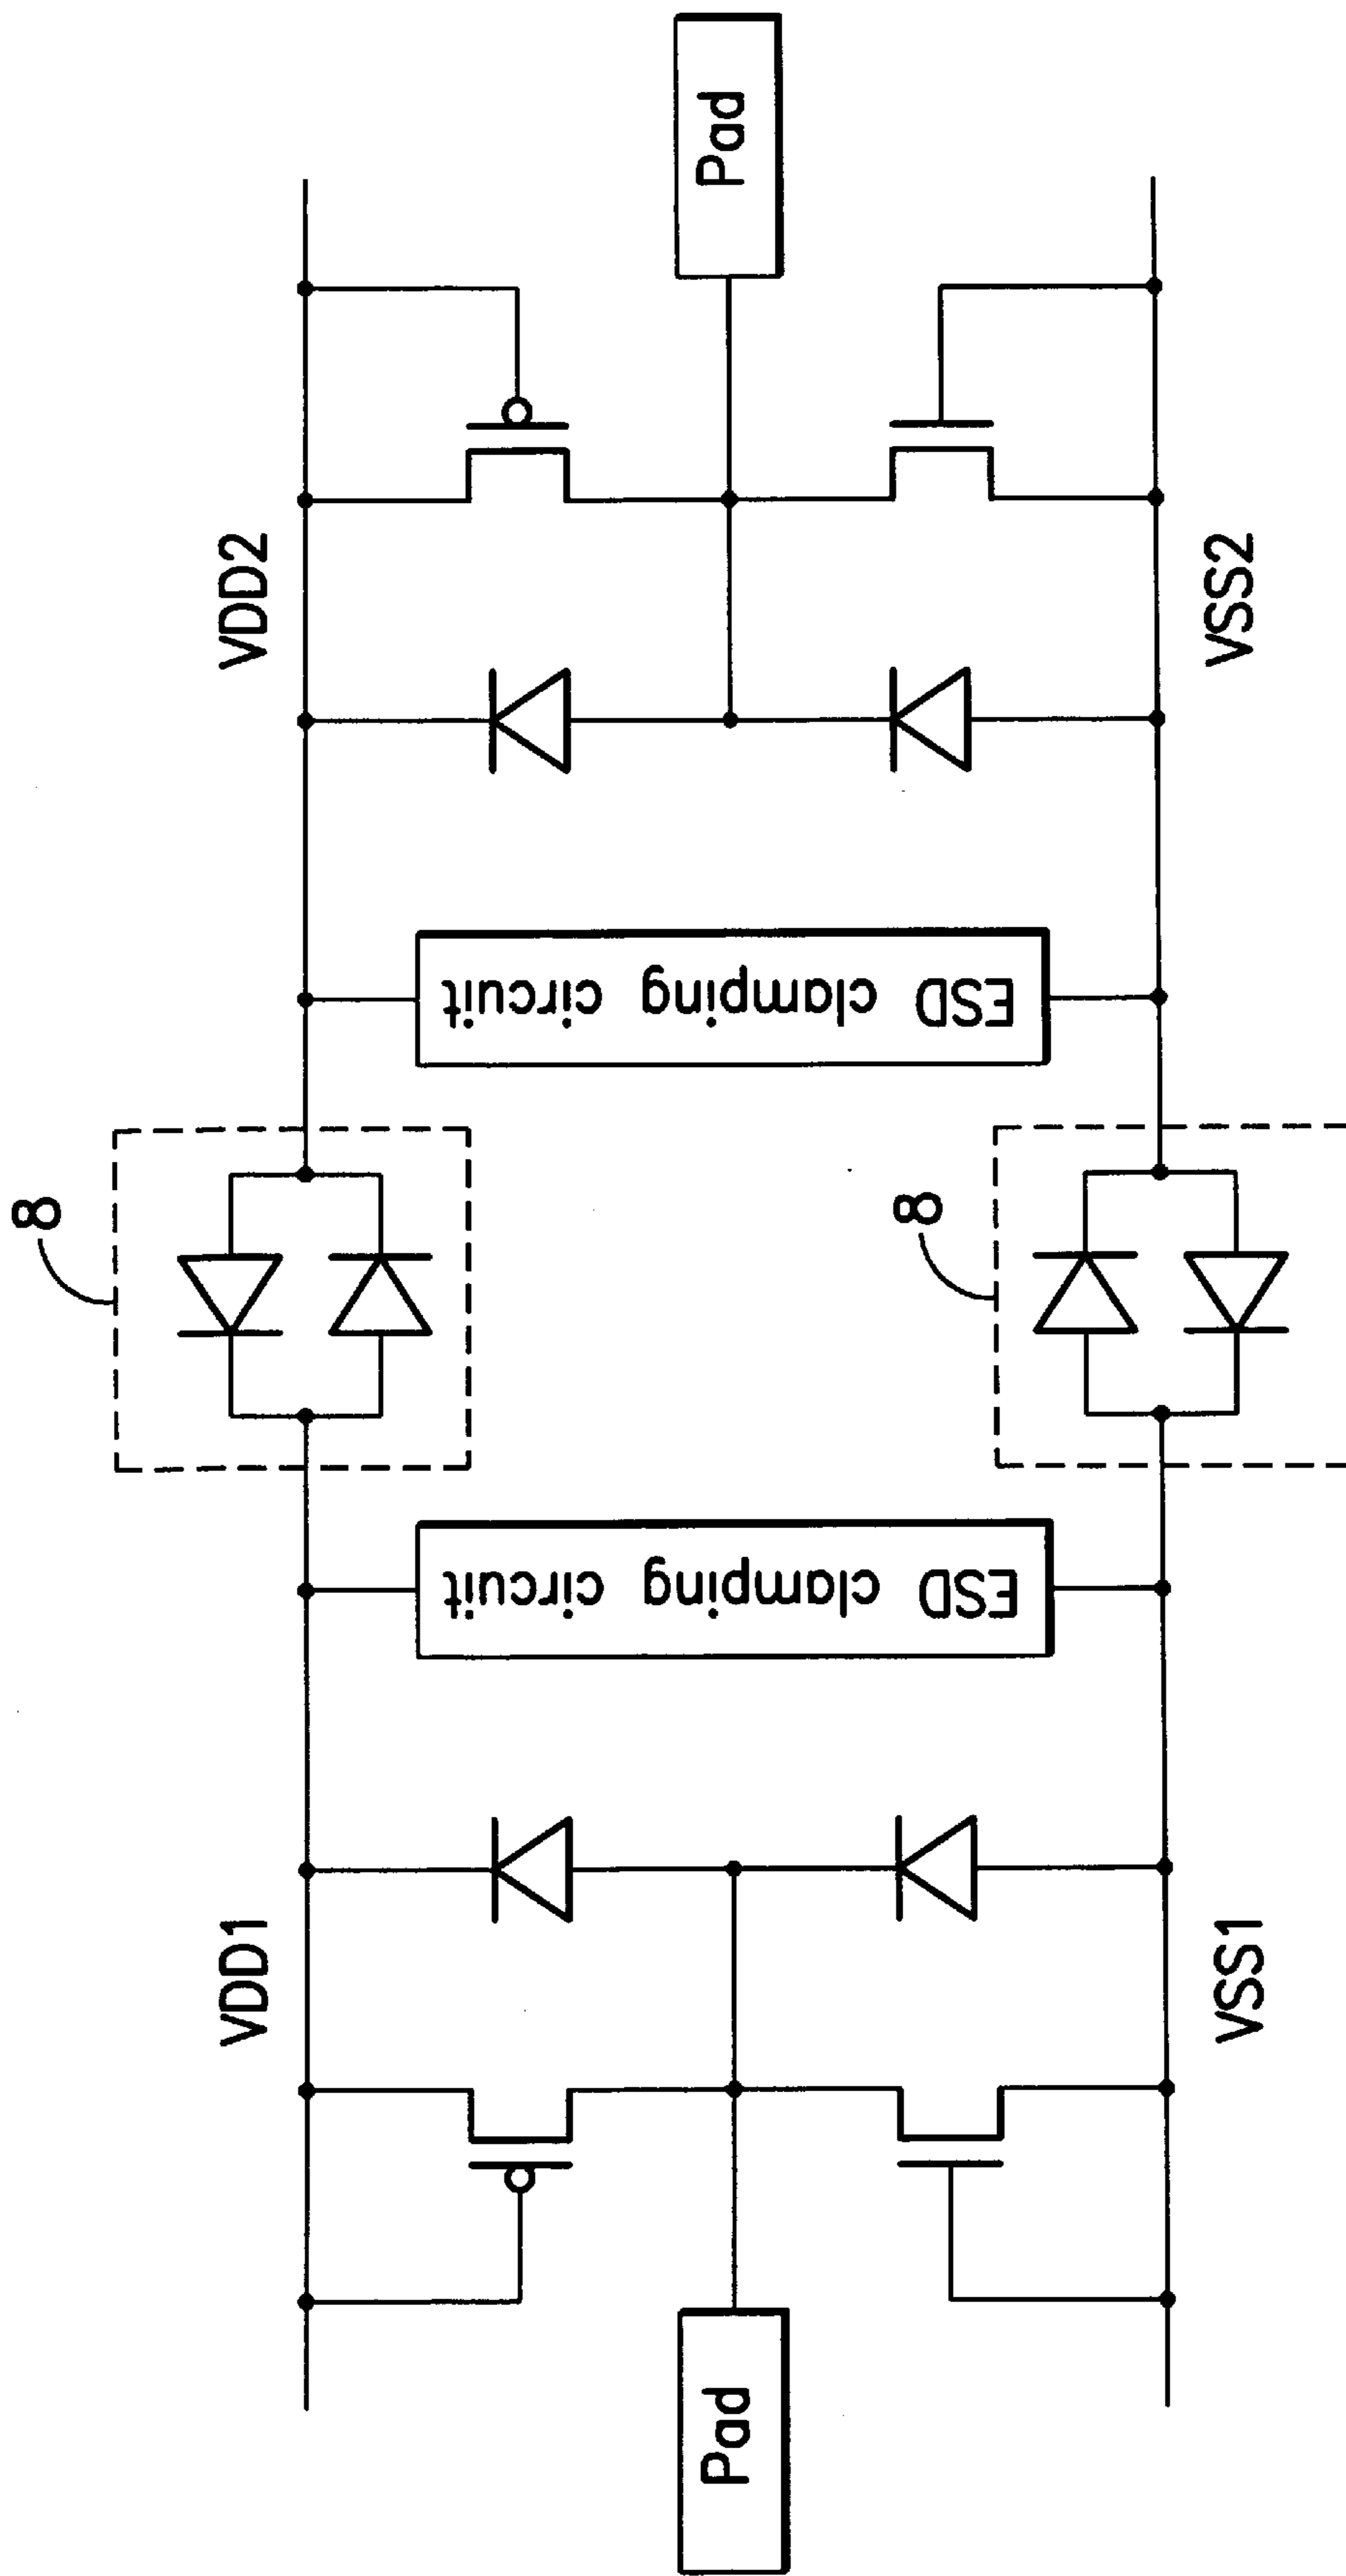 8
VDD1
VDD2
Pad
ESD clamping
circuit
ESD clamping
circuit
Pad
8
VSS1
VSS2